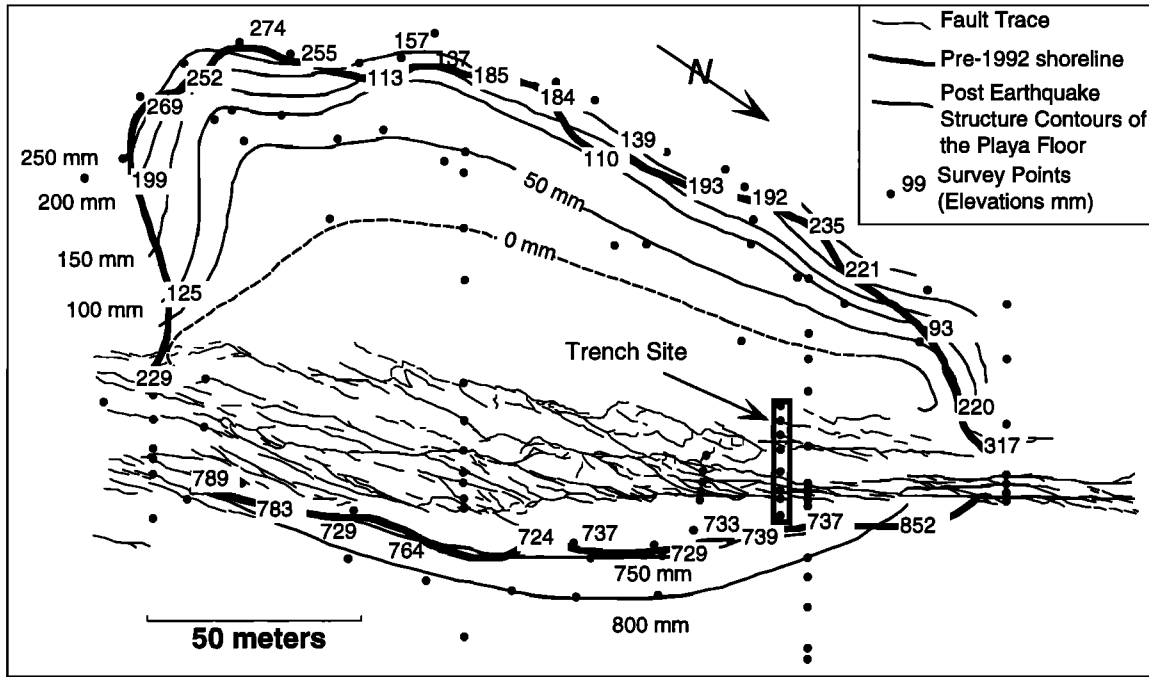 274
157
255
137
252
113
185
269
184
139
250 mm
199
110
200 mm
50 mm
193
192
235
150 mm
0 mm
221
125
100 mm
93
Trench Site
229
220
317
789
783
729
764
724
737
729
733
739
737
852
750 mm
800 mm
50 meters
N
Fault Trace
Pre-1992 shoreline
Post Earthquake
Structure Contours of
the Playa Floor
99 Survey Points
(Elevations mm)